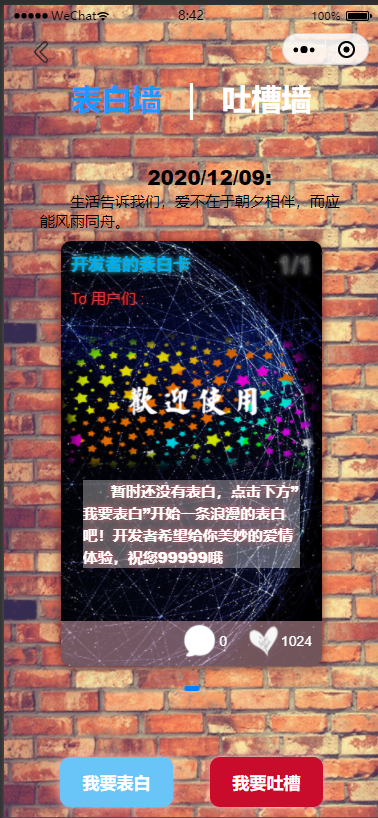 WeChat 8:42 100%
表白墙 | 吐槽墙
2020/12/09:
生活告诉我们，爱不在于朝夕相伴，而应
能风雨同舟。
开发者的表白卡 1/1
To 用户们 :
歡迎使用
暂时还没有表白，点击下方"
我要表白"开始一条浪漫的表白
吧！开发者希望给你美妙的爱情
体验，祝您99999哦
0 1024
我要表白 我要吐槽